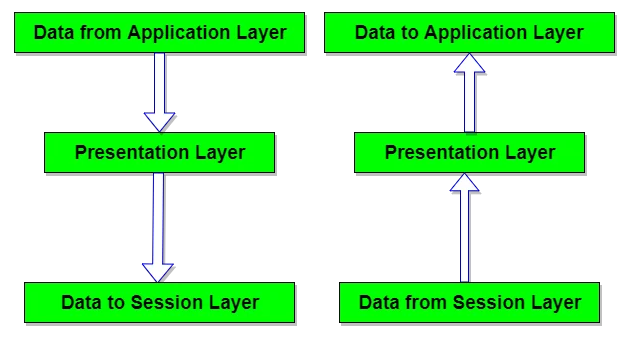 Data from Application Layer
Data to Application Layer
Presentation Layer
Presentation Layer
Data to Session Layer
Data from Session Layer